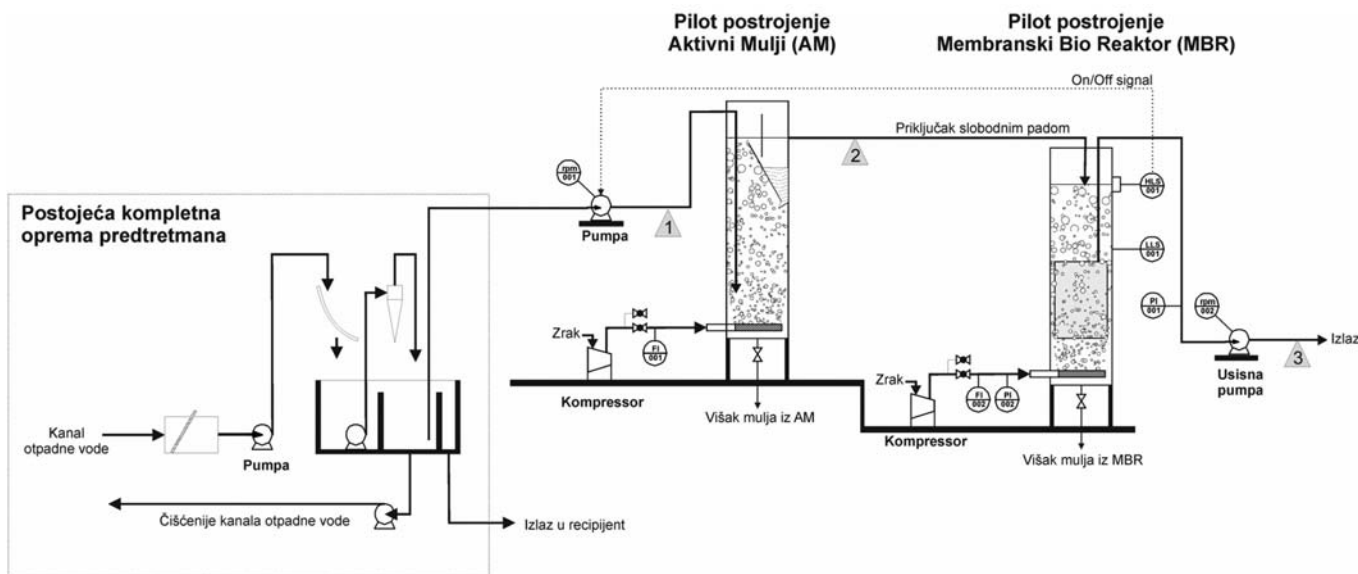 Pilot postrojenje
Aktivni Mulji (AM)
Pilot postrojenje
Membranski Bio Reaktor (MBR)
On/Off signal
Priključak slobodnim padom
2
rpm
001
HLS
001
Postojeća kompletna
oprema predtretmana
Pumpa
1
LLS
001
PI
001
rpm
002
Zrak
FI
001
3
Izlaz
Usisna
pumpa
Kompressor
Zrak
FI
002
PI
002
Višak mulja iz AM
Kompressor
Kanal
otpadne vode
Pumpa
Višak mulja iz MBR
Čišćenije kanala otpadne vode
Izlaz u recipijent